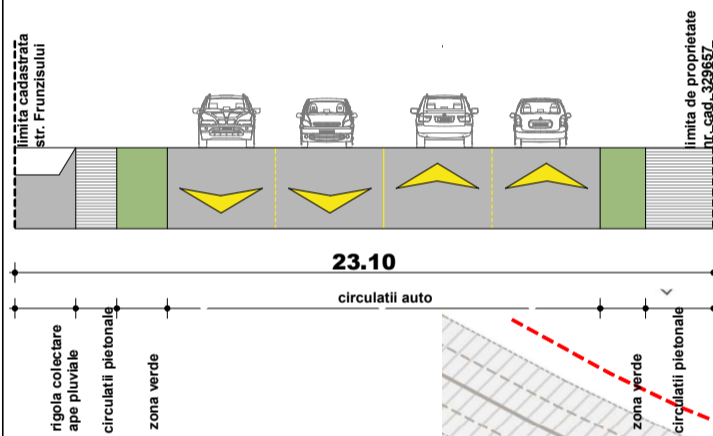 limita cadastrata
str. Frunzisului
limita de proprietate
nr. cad. 329657
23.10
circulatii auto
rigola colectare
ape pluviale
circulatii pietonale
zona verde
zona verde
circulatii pietonale